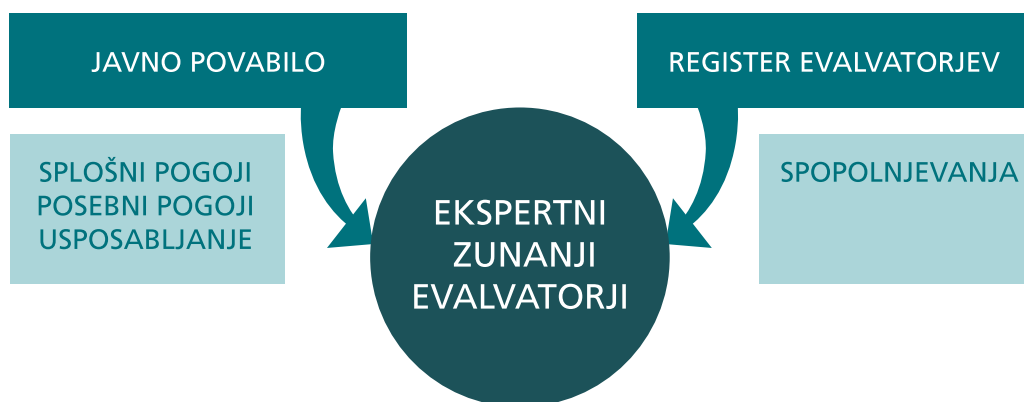 JAVNO POVABILO
REGISTER EVALVATORJEV
SPLOŠNI POGOJI
POSEBNI POGOJI
USPOSABLJANJE
EKSPERTNI
ZUNANJI
EVALVATORJI
SPOPOLNJEVANJA